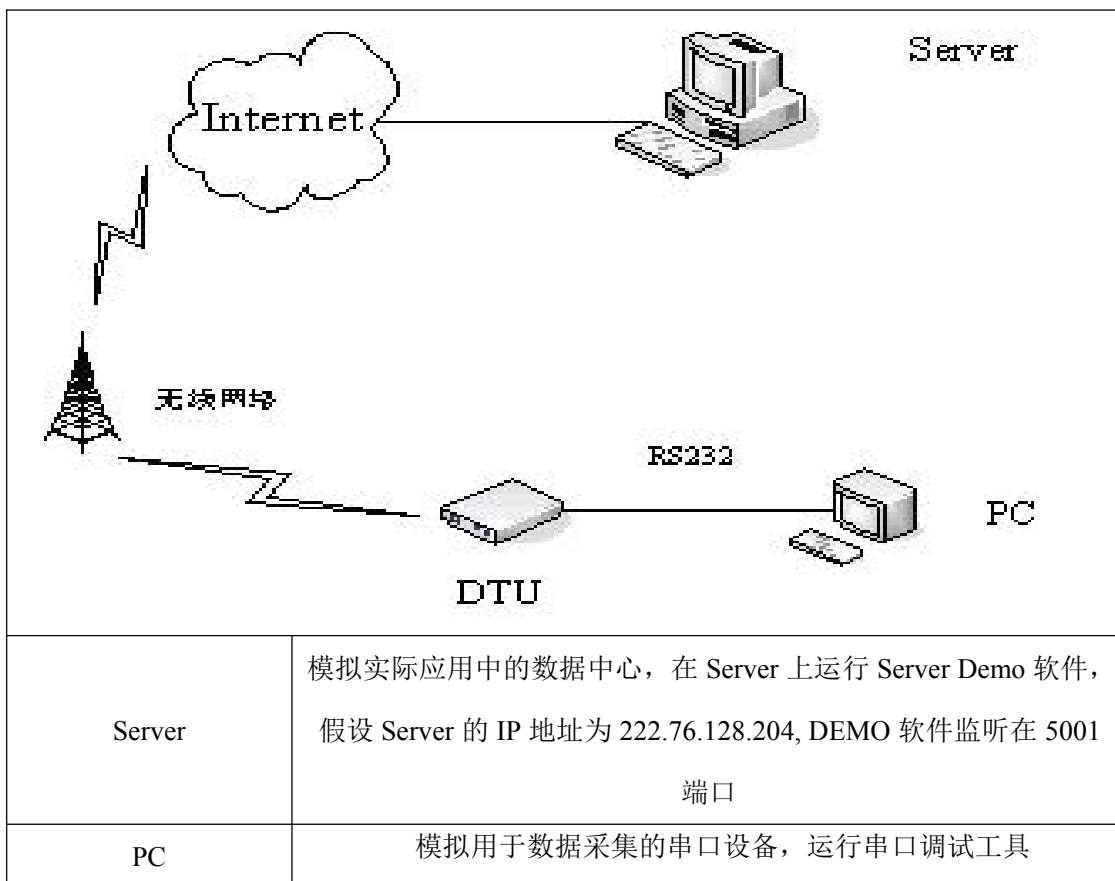 Server
Internet
无线网络
RS232
PC
DTU
Server
模拟实际应用中的数据中心，在 Server 上运行 Server Demo 软件，
假设 Server 的 IP 地址为 222.76.128.204, DEMO 软件监听在 5001
端口
PC
模拟用于数据采集的串口设备，运行串口调试工具